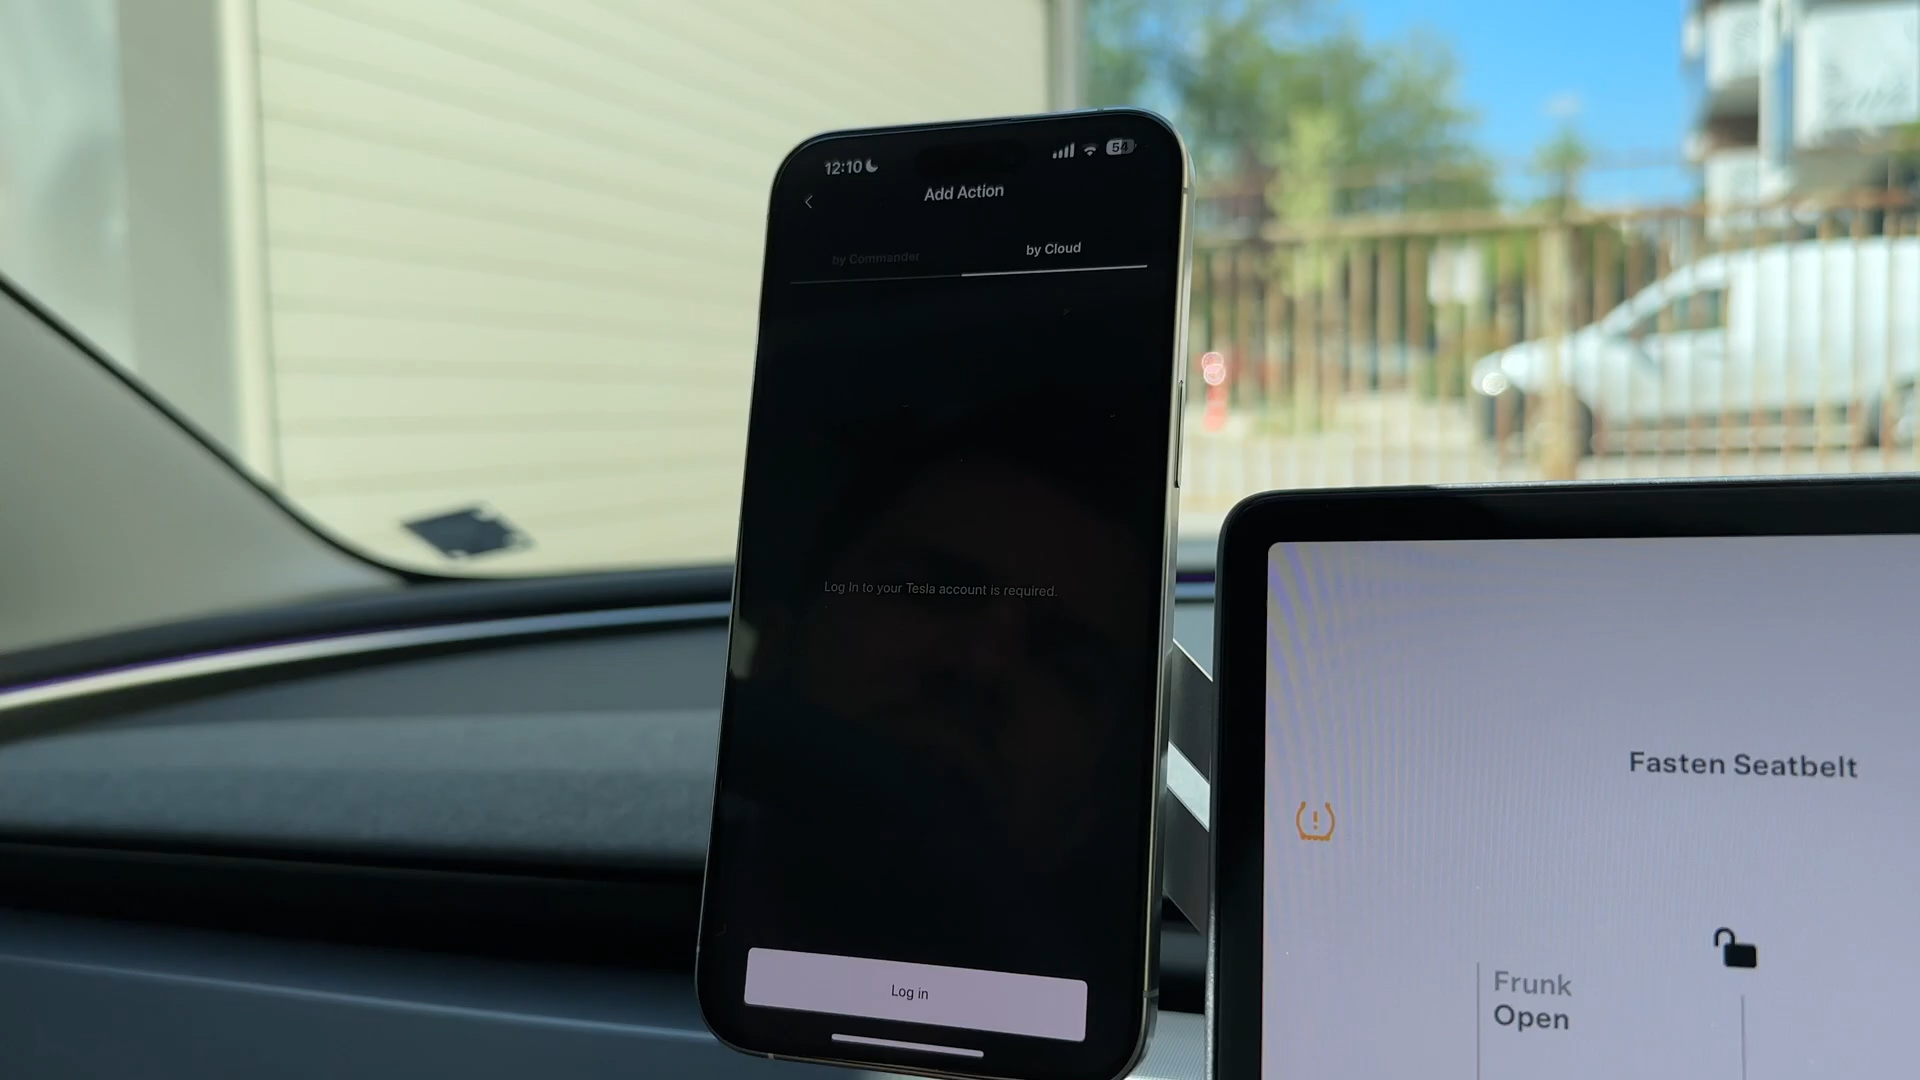 12:10
54
Add Action
by Commander
by Cloud
Log In to your Tesla account is required.
Log in
Fasten Seatbelt
Frunk
Open